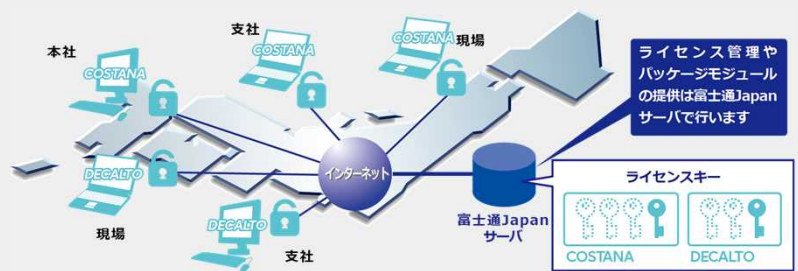 支社
本社
COSTANA
COSTANA
COSTANA
現場
ライセンス管理や
パッケージモジュール
の提供は富士通Japan
サーバで行います
DECALTO
インターネット
ライセンスキー
富士通Japan
サーバ
現場
DECALTO
支社
COSTANA
DECALTO